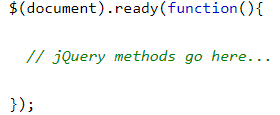 $(document).ready(function(){
// jQuery methods go here...
});